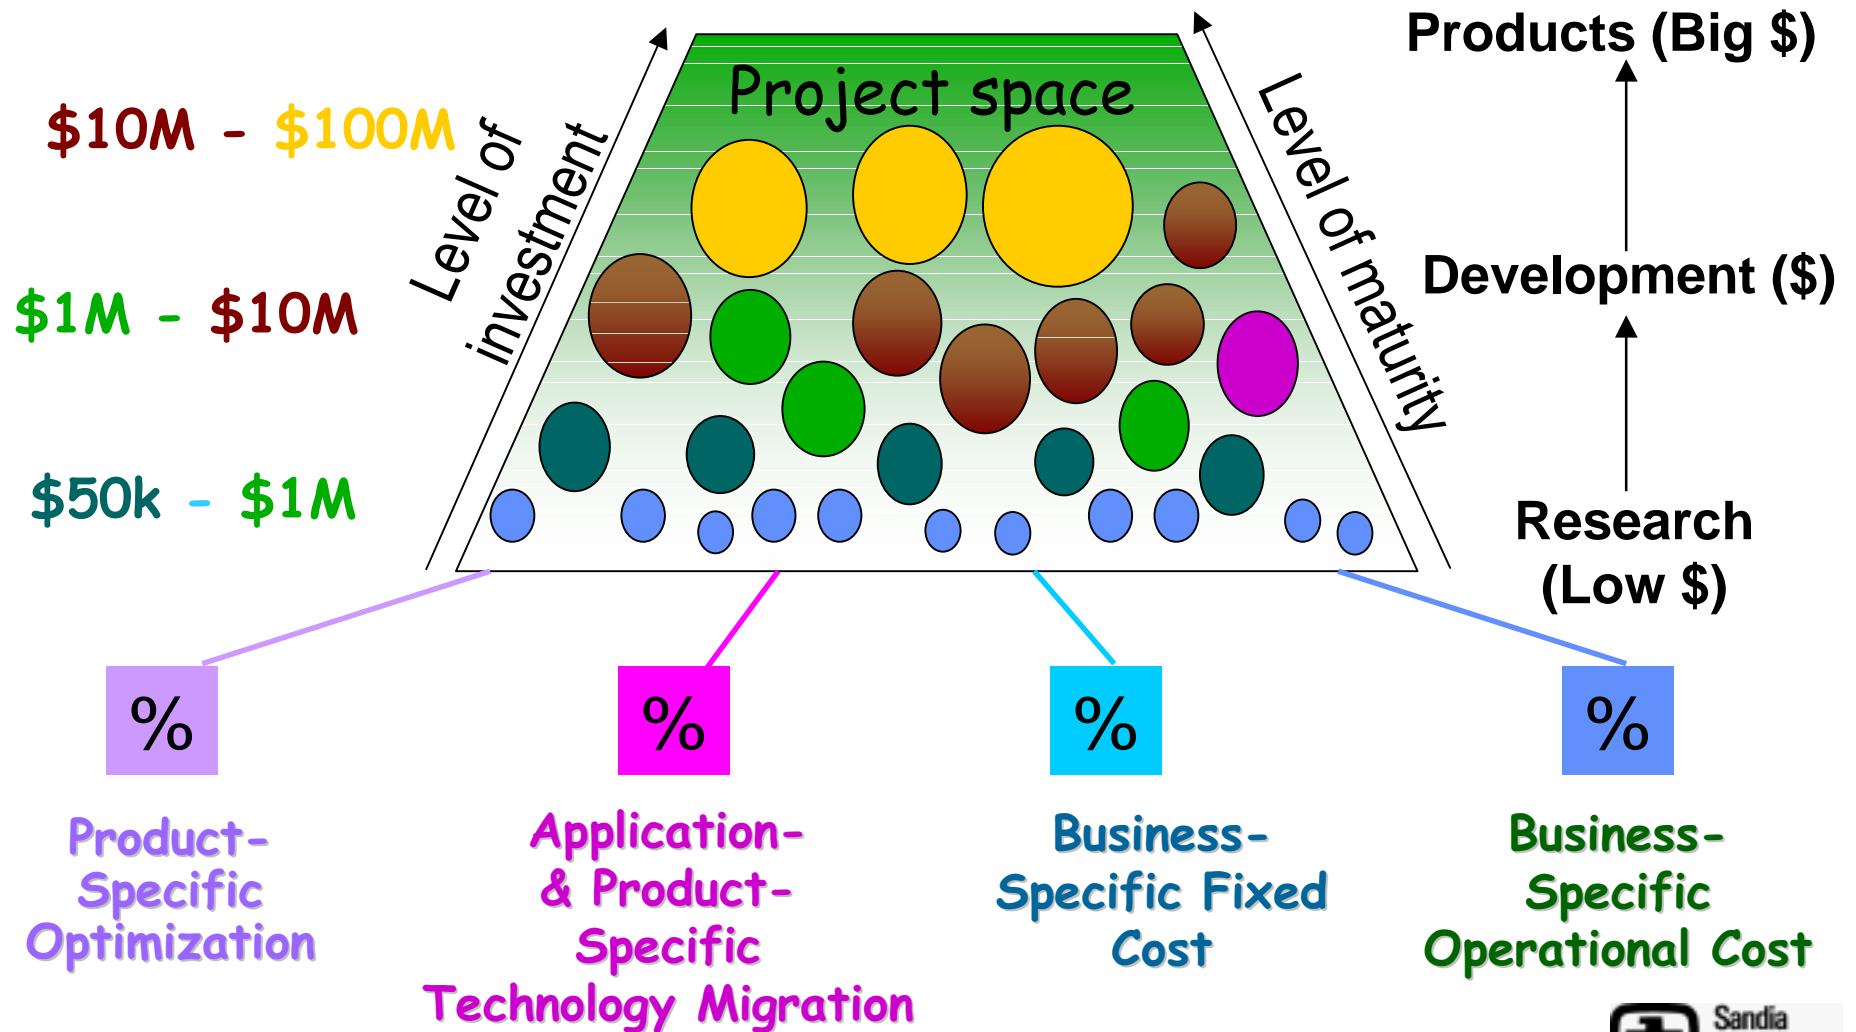 Products (Big $)
Project space
$10M - $100M
Level of
investment
Level of maturity
Development ($)
$1M - $10M
$50k - $1M
Research
(Low $)
%
%
%
%
Product-
Specific
Optimization
Application-
& Product-
Specific
Technology Migration
Business-
Specific Fixed
Cost
Business-
Specific
Operational Cost
Sandia